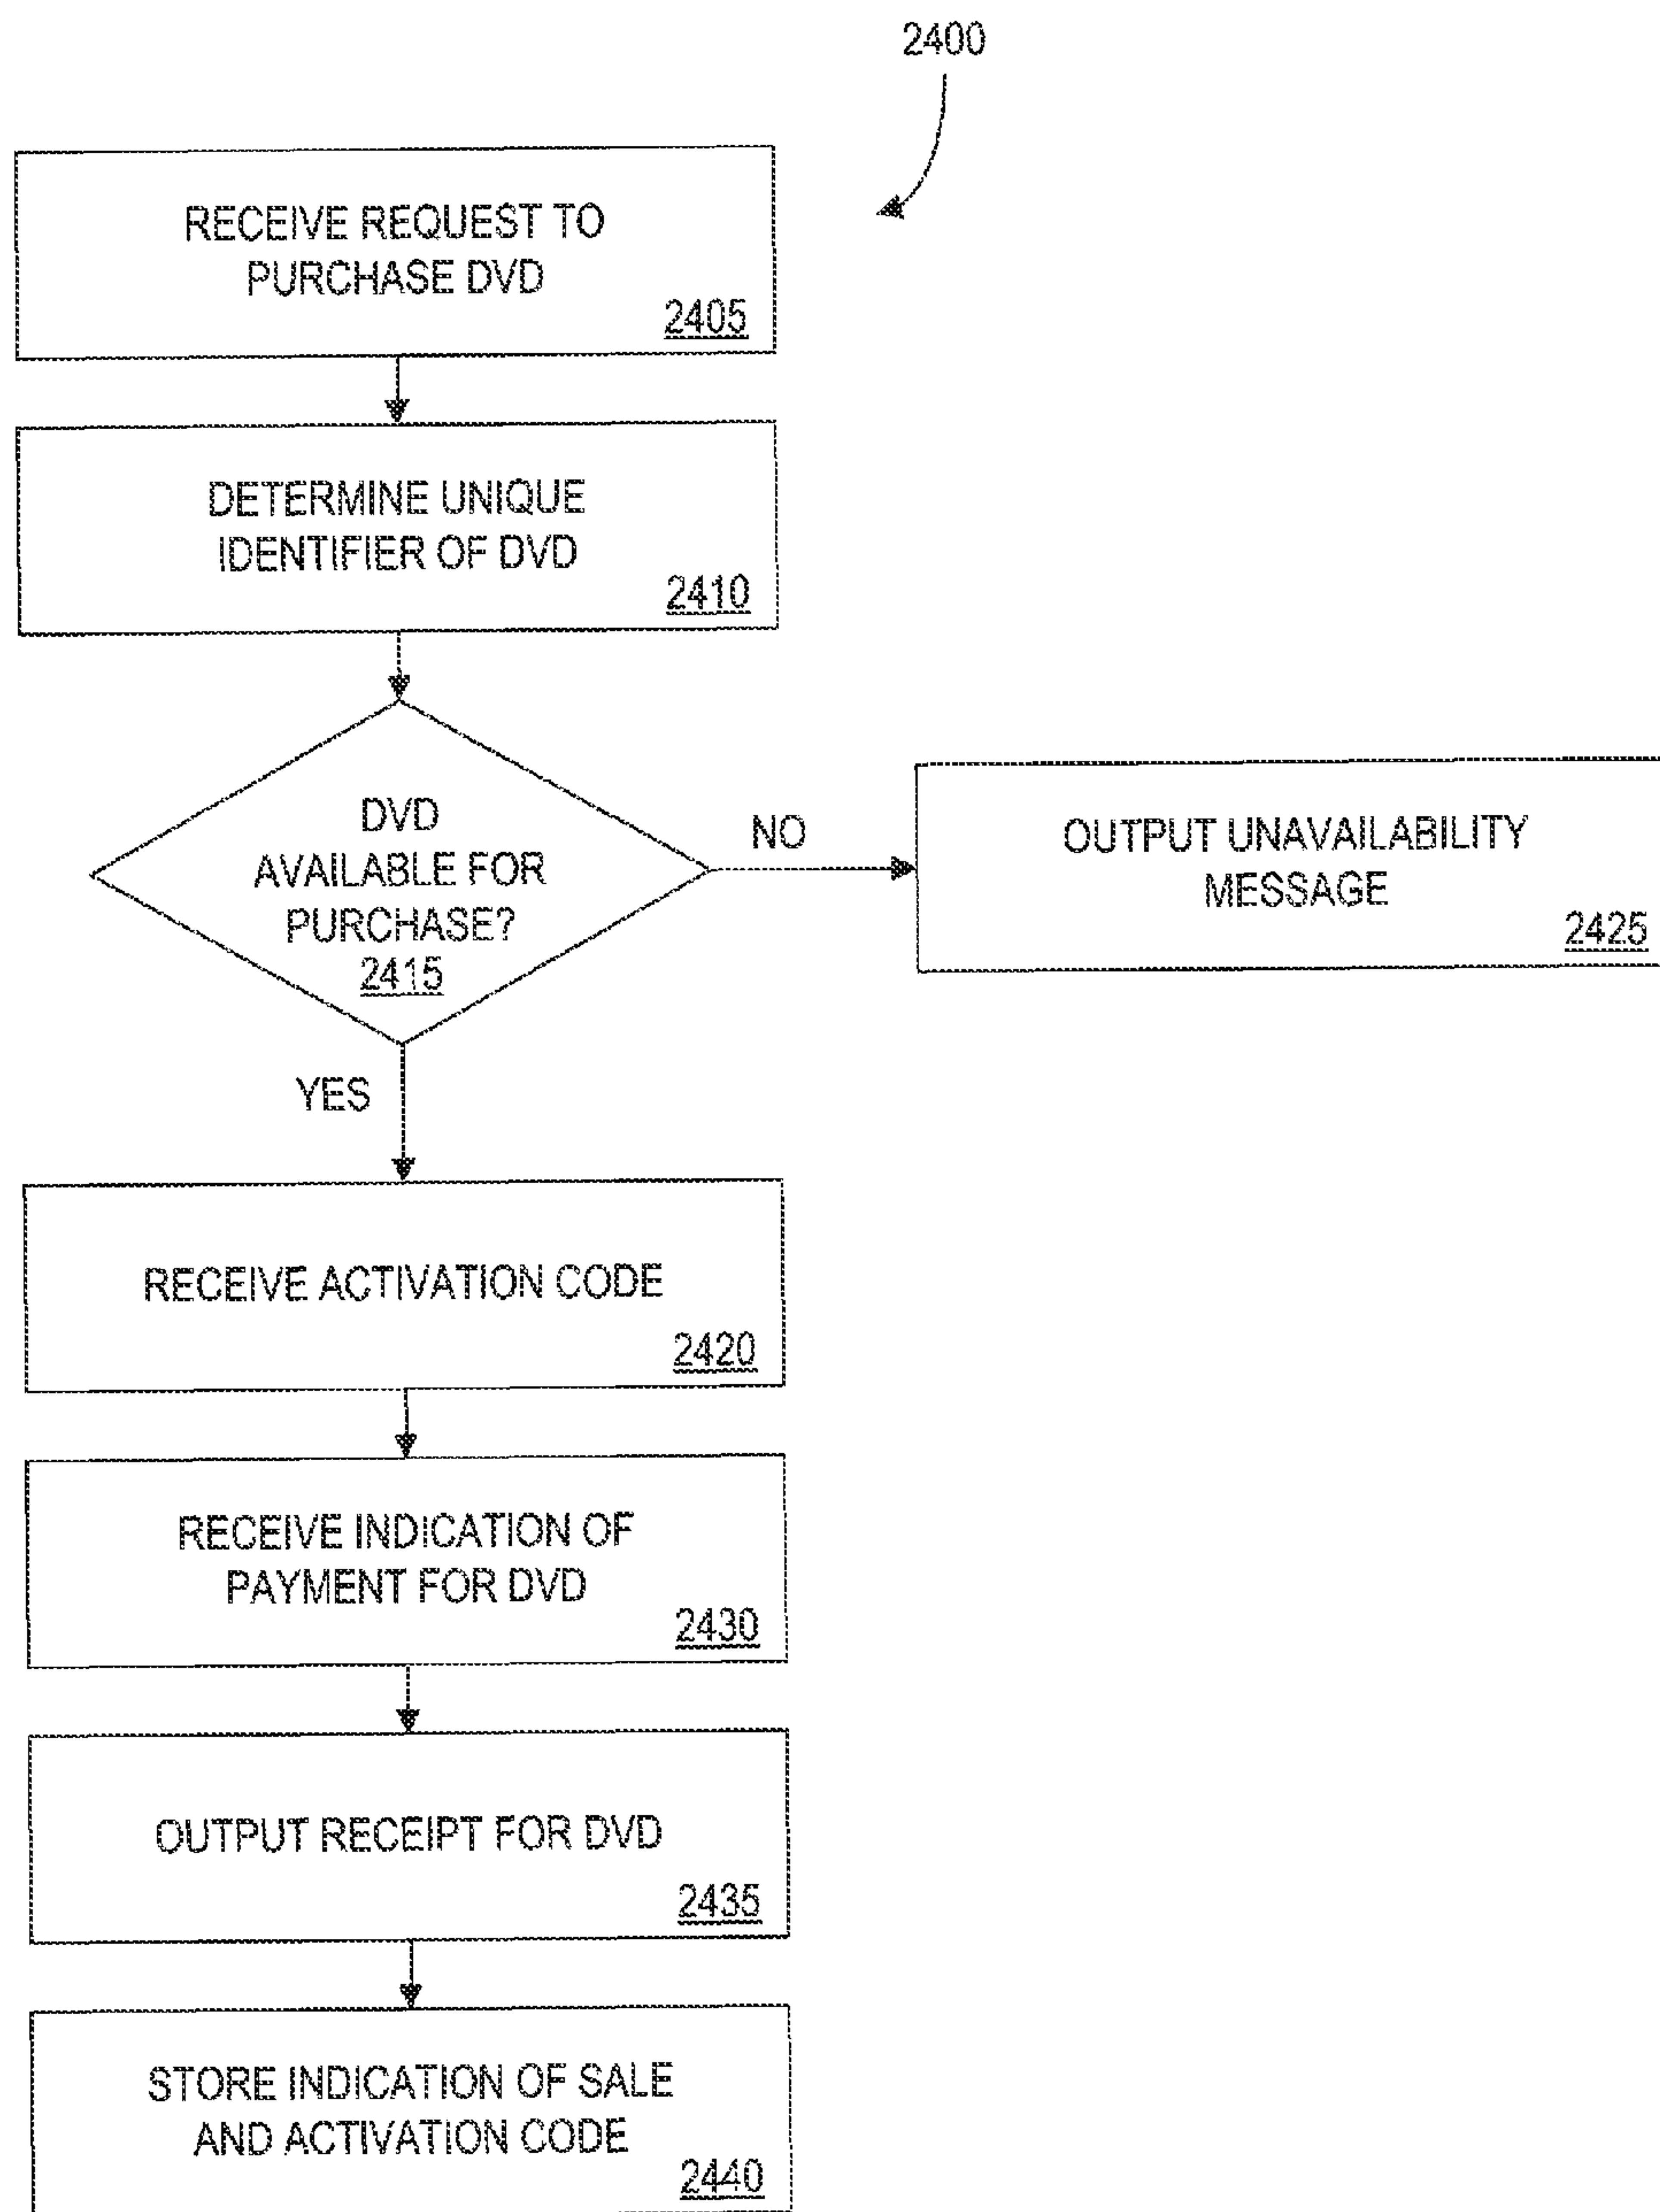 2400
RECEIVE REQUEST TO
PURCHASE DVD
2405
DETERMINE UNIQUE
IDENTIFIER OF DVD
2410
DVD
AVAILABLE FOR
PURCHASE?
2415
NO
OUTPUT UNAVAILABILITY
MESSAGE
2425
YES
RECEIVE ACTIVATION CODE
2420
RECEIVE INDICATION OF
PAYMENT FOR DVD
2430
OUTPUT RECEIPT FOR DVD
2435
STORE INDICATION OF SALE
AND ACTIVATION CODE
2440